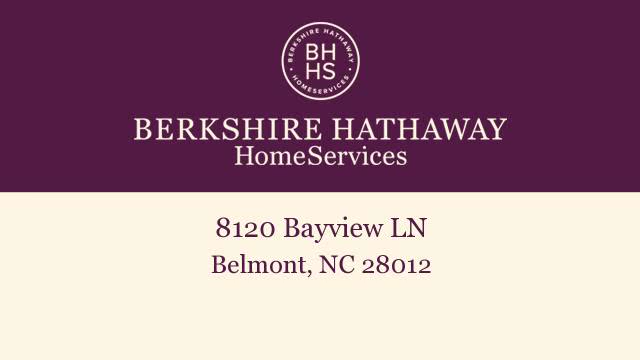 BERKSHIRE HATHAWAY
BH
HS
HOMESERVICES
BERKSHIRE HATHAWAY
HomeServices
8120 Bayview LN
Belmont, NC 28012